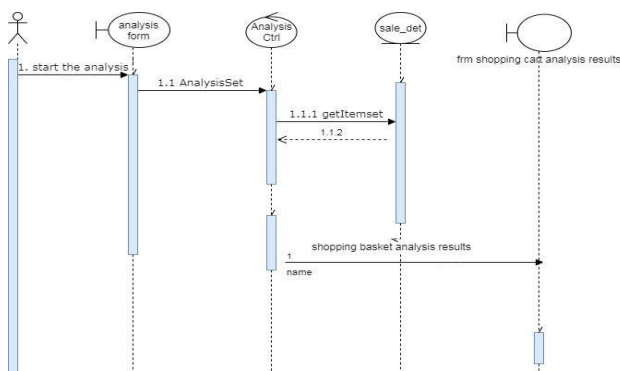 analysis
form
Analysis
Ctrl
sale_det
frm shopping cart analysis results
1. start the analysis
1.1 AnalysisSet
1.1.1 getItemset
1.1.2
shopping basket analysis results
1
name